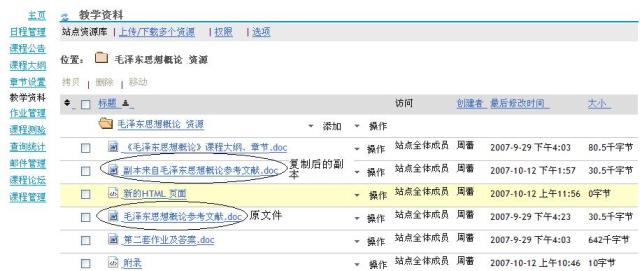 主页
日程管理
课程公告
课程大纲
章节设置
教学资料
作业管理
课程测验
查询统计
邮件管理
课程论坛
课程管理
教学资料
站点资源库 | 上传/下载多个资源 | 权限 | 选项
位置: 毛泽东思想概论 资源
拷贝 | 删除 | 移动
标题 访问 创建者 最后修改时间 大小
毛泽东思想概论 资源 添加 操作
《毛泽东思想》课程大纲、章节.doc 操作 站点全体成员 周蕾 2007-9-29 下午4:03 80.5千字节
副本来自毛泽东思想概论参考文献.doc 复制后的副本 操作 站点全体成员 周蕾 2007-10-12 下午1:57 30.5千字节
新的HTML 页面 操作 站点全体成员 周蕾 2007-10-12 上午11:56 0字节
毛泽东思想概论参考文献.doc 原文件 操作 站点全体成员 周蕾 2007-9-29 下午4:23 30.5千字节
第二套作业及答案.doc 操作 站点全体成员 周蕾 2007-9-29 下午4:03 642千字节
附录 操作 站点全体成员 周蕾 2007-10-12 上午10:46 10字节